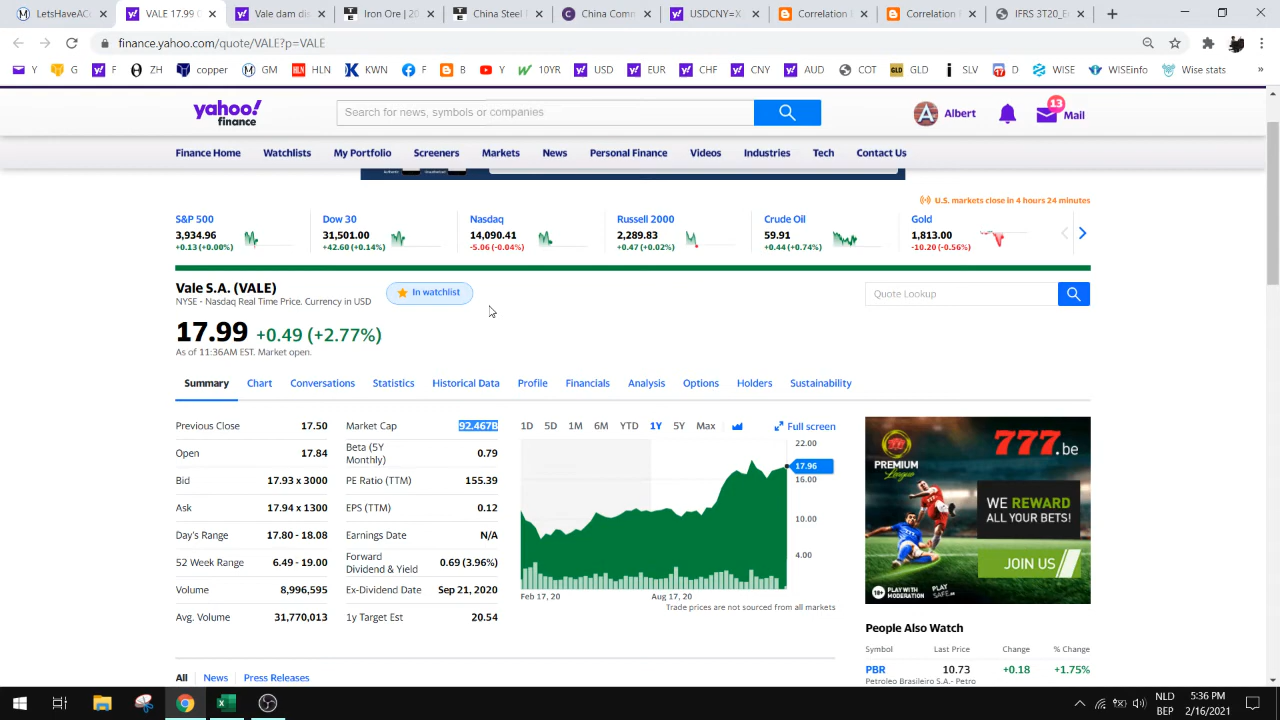 LetsHaveAC
VALE 17.99 C
Iron Ore | 20
China Steel
China Comm
USDCNY=X
Correlation
Correlation F
IFRS 3T20_E
finance.yahoo.com/quote/VALE?p=VALE
Y
G
F
ZH
copper
GM
HLN
KWN
F
B
Y
10YR
USD
EUR
CHF
CNY
AUD
COT
GLD
SLV
D
WISE
WISEinfo
Wise stats
»
yahoo!
finance
Search for news, symbols or companies
Albert
13
Mail
Finance Home
Watchlists
My Portfolio
Screeners
Markets
News
Personal Finance
Videos
Industries
Tech
Contact Us
U.S. markets close in 4 hours 24 minutes
S&P 500
3,934.96
+0.13 (+0.00%)
Dow 30
31,501.00
+42.60 (+0.14%)
Nasdaq
14,090.41
-5.06 (-0.04%)
Russell 2000
2,289.83
+0.47 (+0.02%)
Crude Oil
59.91
+0.44 (+0.74%)
Gold
1,813.00
-10.20 (-0.56%)
Vale S.A. (VALE)
NYSE - Nasdaq Real Time Price. Currency in USD
In watchlist
Quote Lookup
17.99 +0.49 (+2.77%)
As of 11:36AM EST. Market open.
Summary
Chart
Conversations
Statistics
Historical Data
Profile
Financials
Analysis
Options
Holders
Sustainability
Previous Close 17.50
Open 17.84
Bid 17.93 x 3000
Ask 17.94 x 1300
Day's Range 17.80 - 18.08
52 Week Range 6.49 - 19.00
Volume 8,996,595
Avg. Volume 31,770,013
Market Cap 92.467B
Beta (5Y
Monthly) 0.79
PE Ratio (TTM) 155.39
EPS (TTM) 0.12
Earnings Date N/A
Forward
Dividend & Yield 0.69 (3.96%)
Ex-Dividend Date Sep 21, 2020
1y Target Est 20.54
1D 5D 1M 6M YTD 1Y 5Y Max
Full screen
22.00
17.96
16.00
10.00
4.00
Feb 17, 20
Aug 17, 20
Trade prices are not sourced from all markets
777
PREMIUM
League
777.be
WE REWARD
ALL YOUR BETS!
JOIN US
18+ PLAY WITH
MODERATION
PLAY
SAFE.be
People Also Watch
Symbol Last Price Change % Change
PBR 10.73 +0.18 +1.75%
Petroleo Brasileiro S.A.- Petro
All
News
Press Releases
NLD
BEP
5:36 PM
2/16/2021